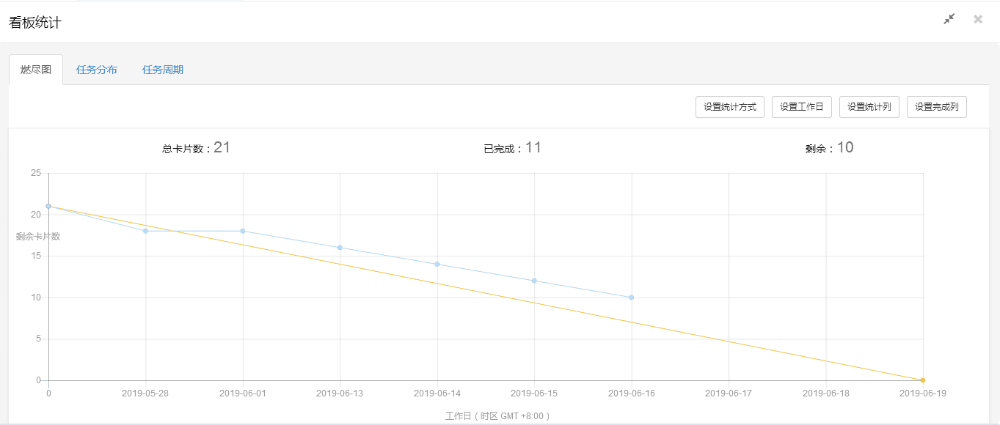 看板统计
燃尽图 任务分布 任务周期
设置统计方式 设置工作日 设置统计列 设置完成列
总卡片数：21 已完成：11 剩余：10
25
20
剩余卡片数
15
10
5
0
0 2019-05-28 2019-06-01 2019-06-13 2019-06-14 2019-06-15 2019-06-16 2019-06-17 2019-06-18 2019-06-19
工作日（时区 GMT +8:00 ）